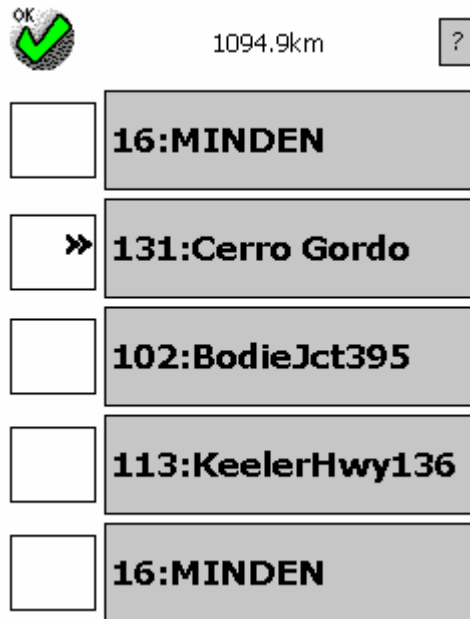 OK
1094.9km
?
16:MINDEN
» 131:Cerro Gordo
102:BodieJct395
113:KeelerHwy136
16:MINDEN